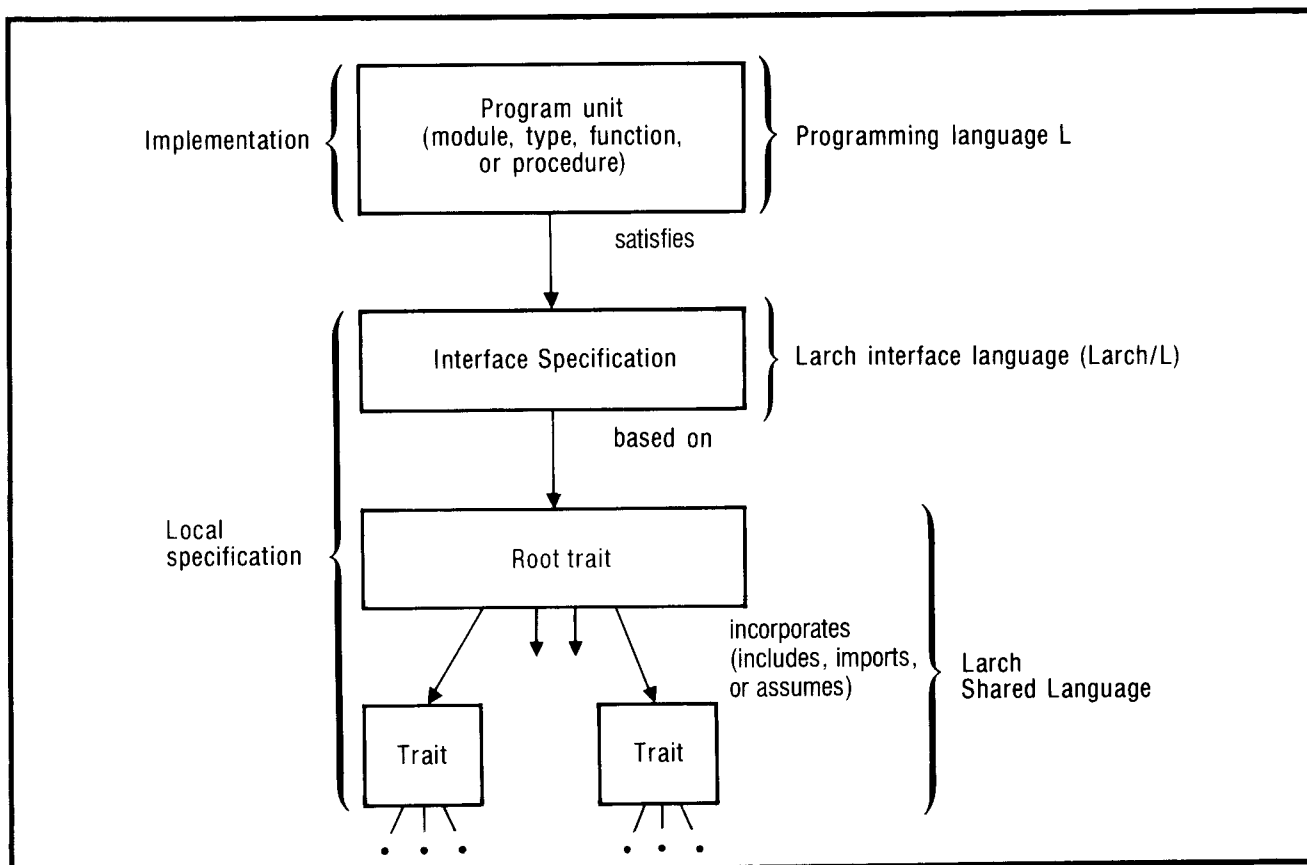 Program unit
(module, type, function,
or procedure)
Implementation
Programming language L
satisfies
Interface Specification
Larch interface language (Larch/L)
based on
Local
specification
Root trait
incorporates
(includes, imports,
or assumes)
Larch
Shared Language
Trait
Trait